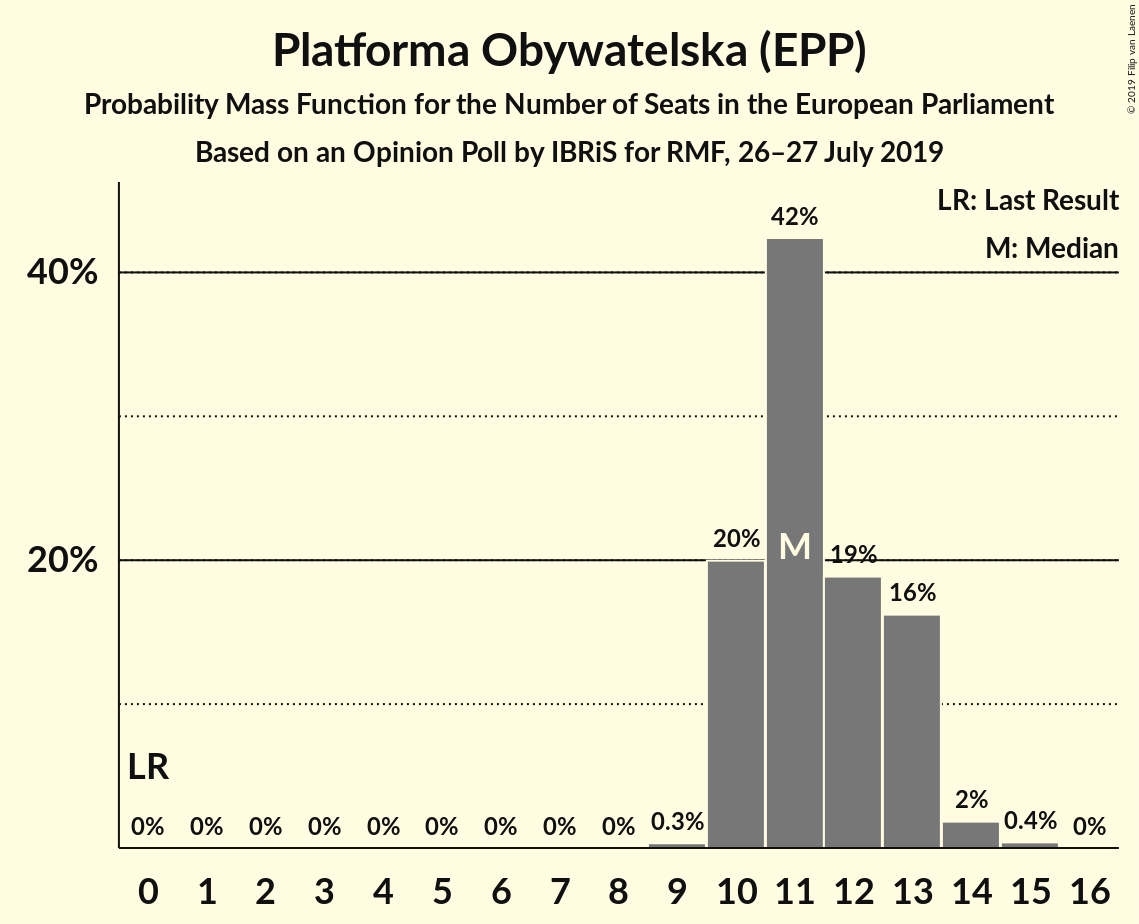 Platforma Obywatelska (EPP)
Probability Mass Function for the Number of Seats in the European Parliament
Based on an Opinion Poll by IBRiS for RMF, 26–27 July 2019
© 2019 Filip van Laenen
LR: Last Result
M: Median
42%
40%
20%
M
19%
20%
16%
LR
2%
0% 0% 0% 0% 0% 0% 0% 0% 0% 0.3% 0.4% 0%
0 1 2 3 4 5 6 7 8 9 10 11 12 13 14 15 16